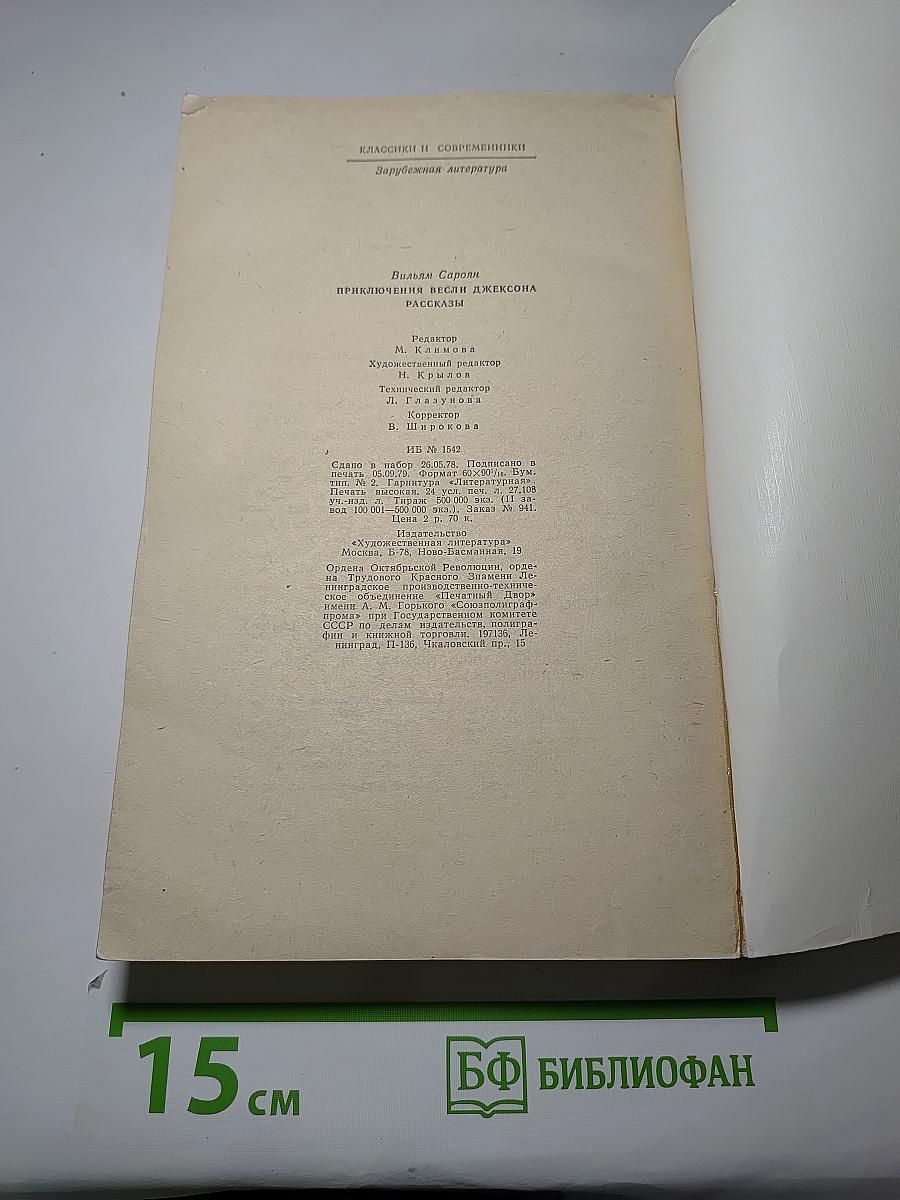 КЛАССИКИ И СОВРЕМЕННИКИ
Зарубежная литература
Вильям Сароян
ПРИКЛЮЧЕНИЯ ВЕСЛИ ДЖЕКСОНА
РАССКАЗЫ
Редактор
М. Климова
Художественный редактор
Н. Крылов
Технический редактор
Л. Глазунова
Корректор
В. Широкова
ИБ № 1542
Сдано в набор 26.05.78. Подписано в
печать 05.09.79. Формат 60×90¹/₁₆. Бум.
тип. № 2. Гарнитура «Литературная».
Печать высокая. 24 усл. печ. л. 27,108
уч.-изд. л. Тираж 500 000 экз. (11 за-
вод 100 001—500 000 экз.). Заказ № 941.
Цена 2 р. 70 к.
Издательство
«Художественная литература»
Москва, Б-78, Ново-Басманная, 19
Ордена Октябрьской Революции, орде-
на Трудового Красного Знамени Ле-
нинградское производственно-техниче-
ское объединение «Печатный Двор»
имени А. М. Горького «Союзполиграф-
прома» при Государственном комитете
СССР по делам издательств, полигра-
фии и книжной торговли. 197136, Ле-
нинград, П-136, Чкаловский пр., 15
15 см
БФ БИБЛИОФАН